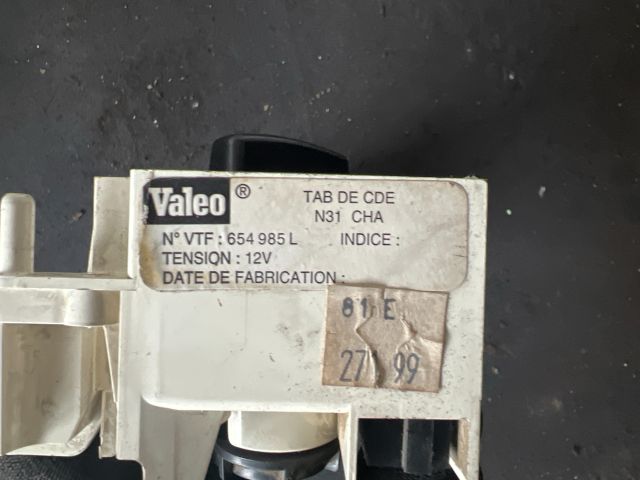 Valeo ®
TAB DE CDE
N31 CHA
N° VTF : 654 985 L INDICE :
TENSION : 12V
DATE DE FABRICATION :
81 E
27 99